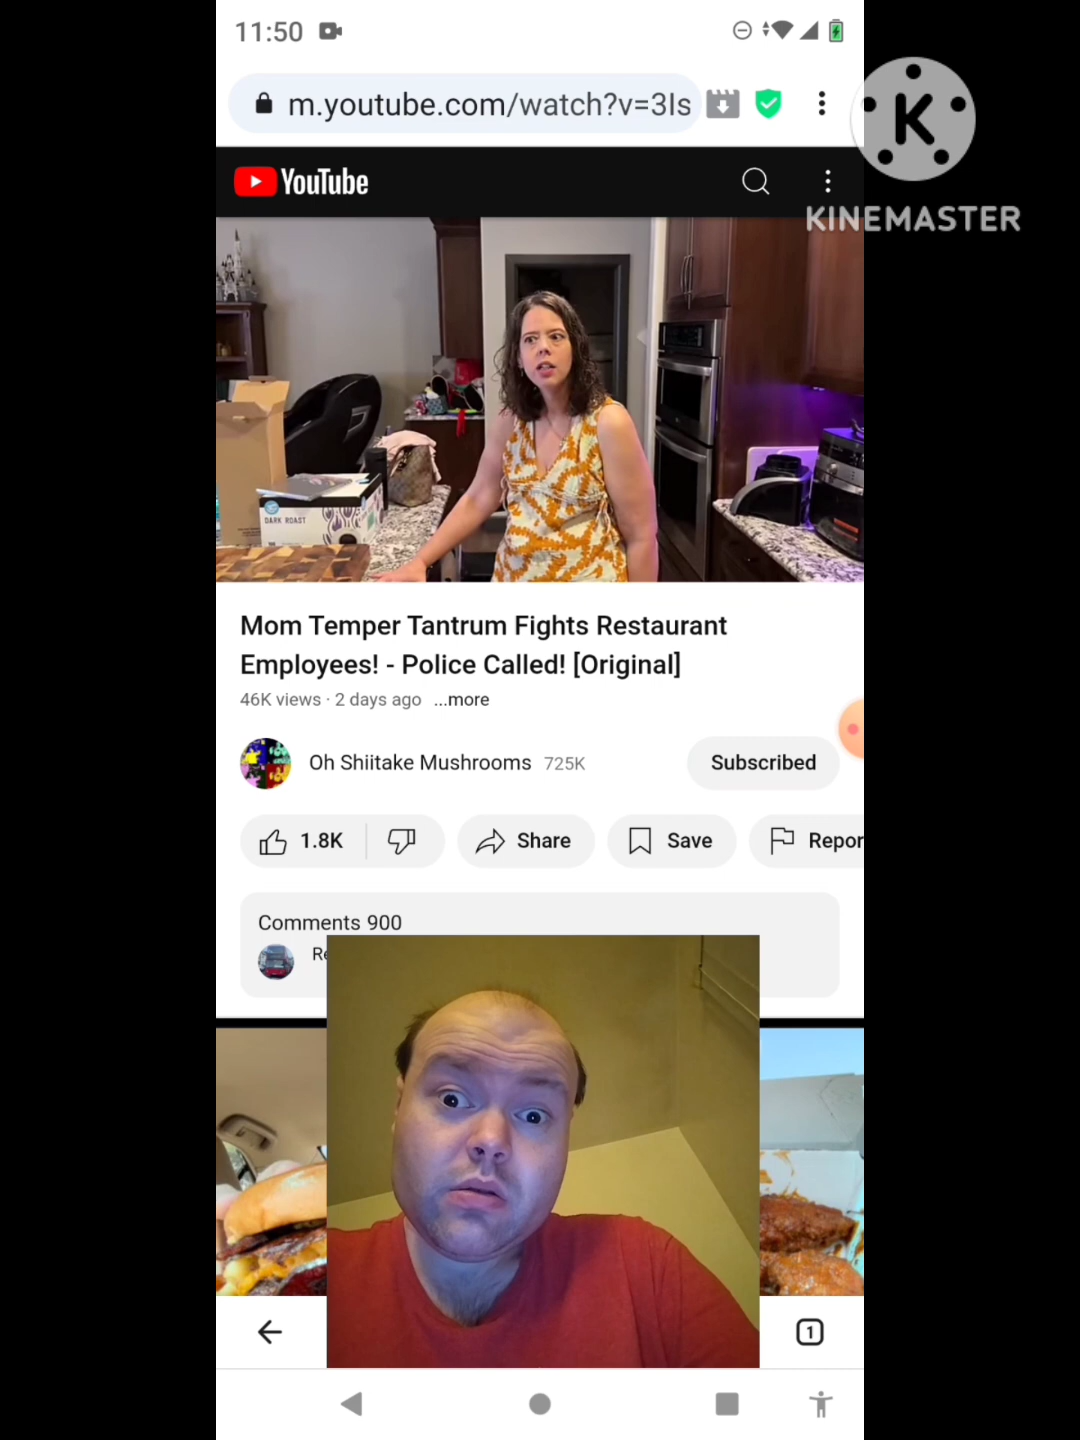 11:50
m.youtube.com/watch?v=3Is
K
KINEMASTER
YouTube
DARK ROAST
Mom Temper Tantrum Fights Restaurant
Employees! - Police Called! [Original]
46K views · 2 days ago ...more
Oh Shiitake Mushrooms 725K
Subscribed
1.8K
Share
Save
Repor
Comments 900
1